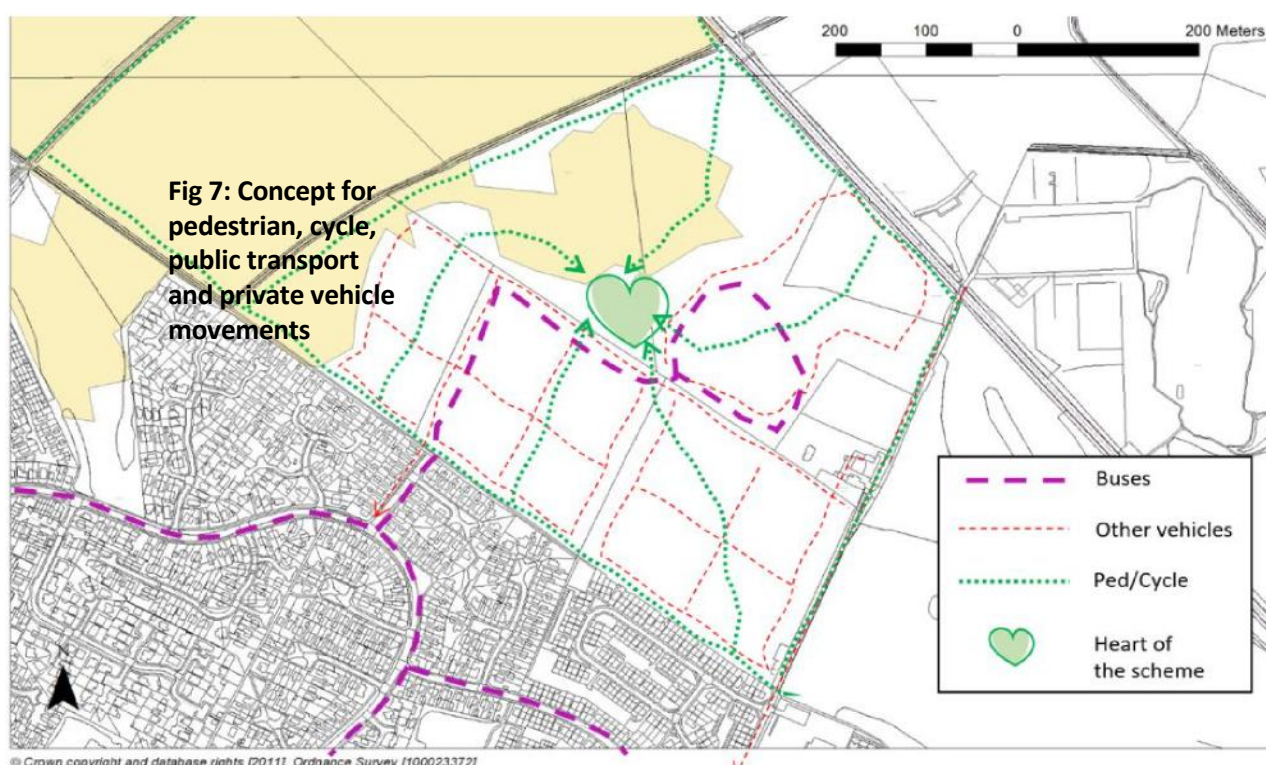 200 100 0 200 Meters
Fig 7: Concept for
pedestrian, cycle,
public transport
and private vehicle
movements
Buses
Other vehicles
Ped/Cycle
Heart of
the scheme
N
© Crown copyright and database rights [2011]. Ordnance Survey [100023372]